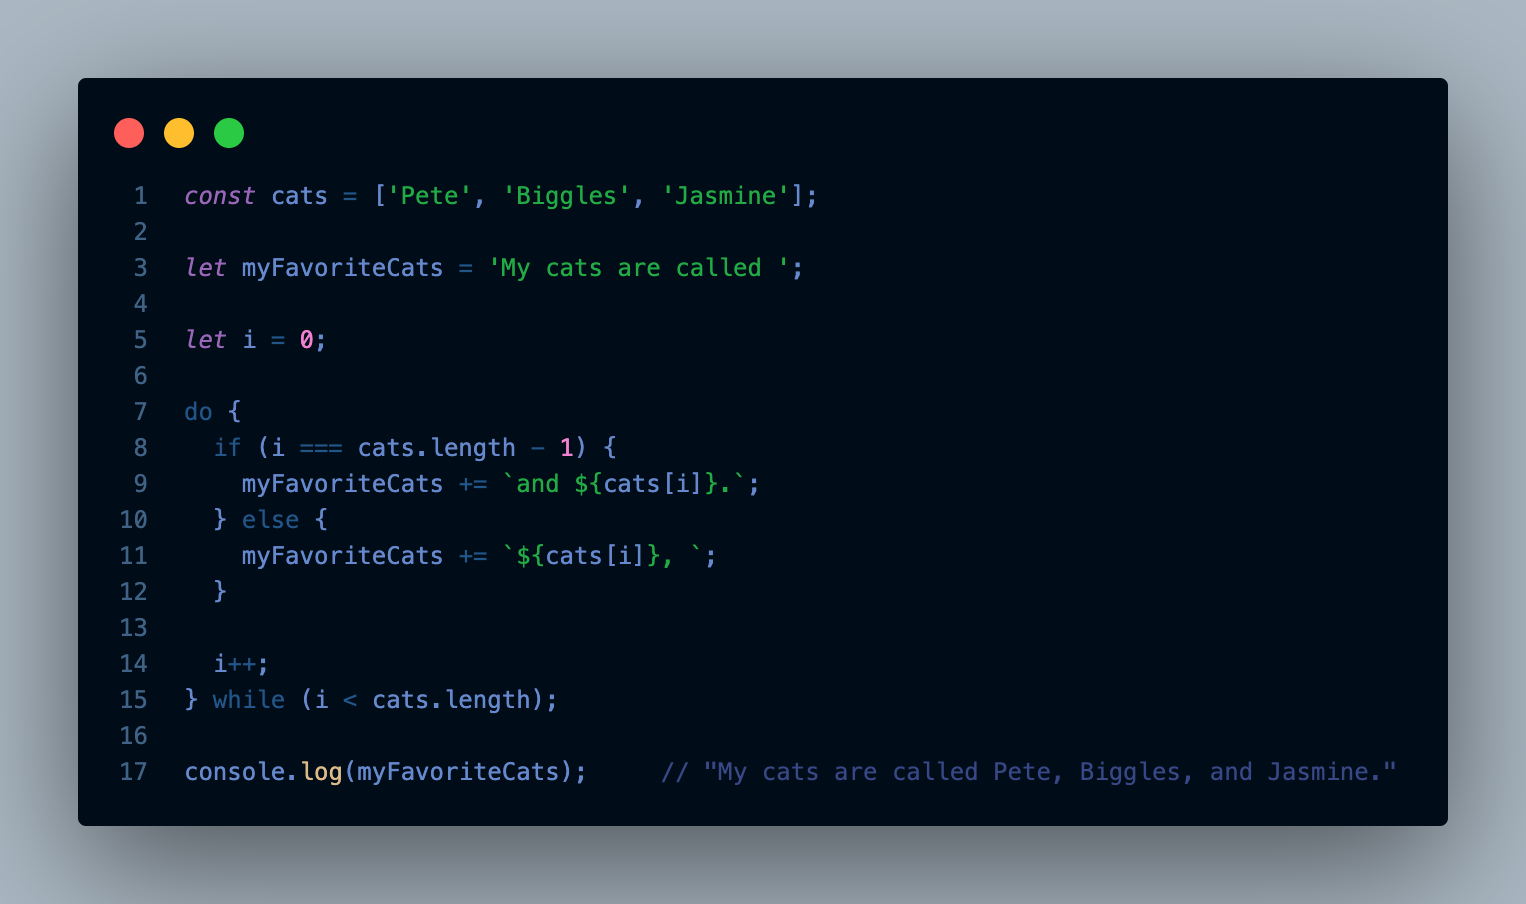 1 const cats = ['Pete', 'Biggles', 'Jasmine'];
2
3 let myFavoriteCats = 'My cats are called ';
4
5 let i = 0;
6
7 do {
8   if (i === cats.length - 1) {
9     myFavoriteCats += `and ${cats[i]}.`;
10   } else {
11     myFavoriteCats += `${cats[i]}, `;
12   }
13
14   i++;
15 } while (i < cats.length);
16
17 console.log(myFavoriteCats);     // "My cats are called Pete, Biggles, and Jasmine."